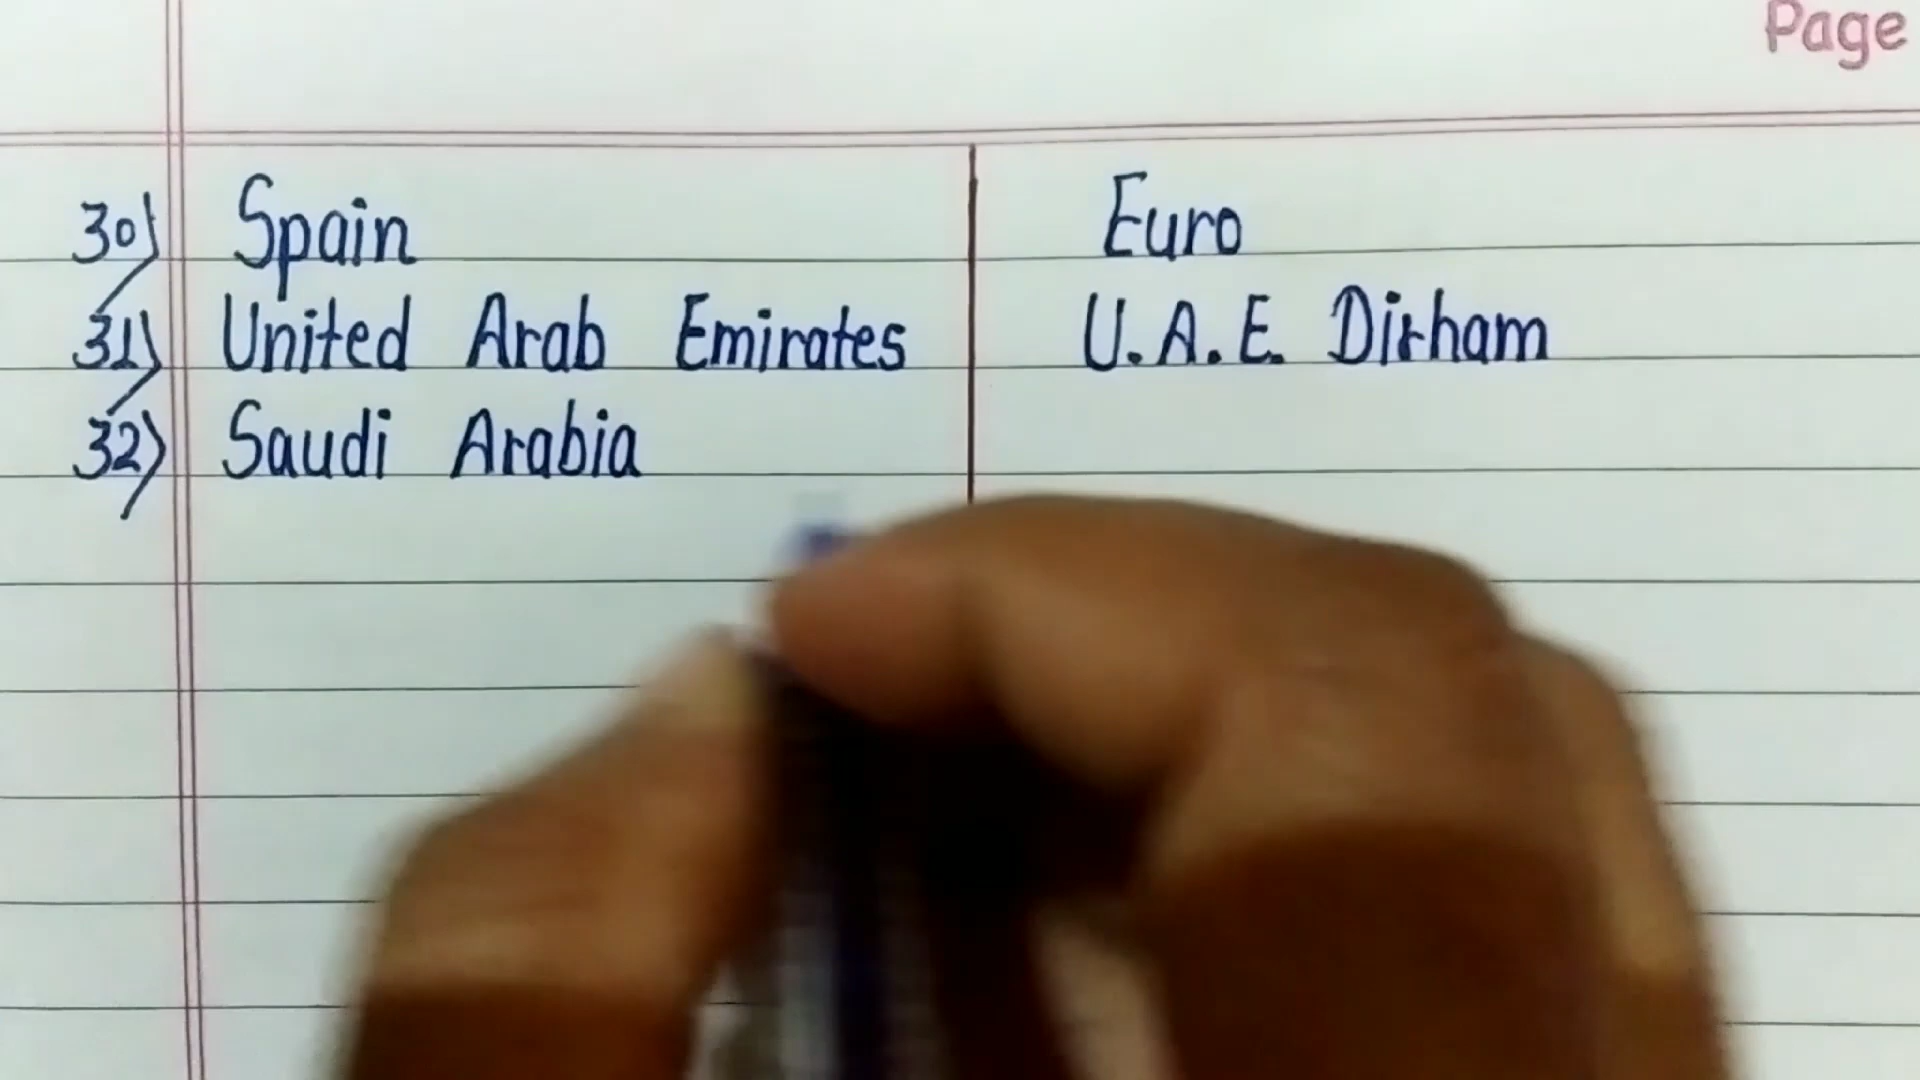 Page
30) Spain Euro
31) United Arab Emirates U.A.E. Dirham
32) Saudi Arabia